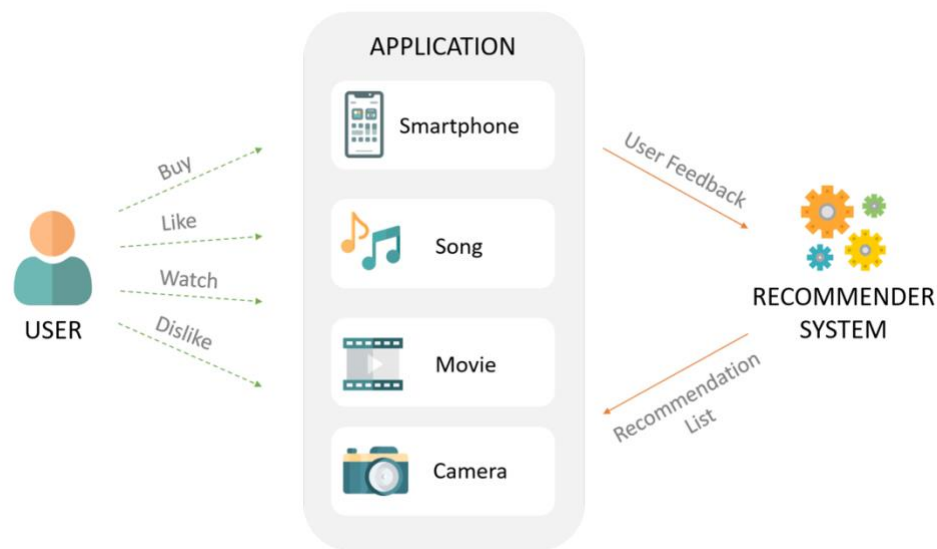 APPLICATION
Smartphone
Song
Movie
Camera
Buy
Like
Watch
Dislike
USER
User Feedback
RECOMMENDER
SYSTEM
Recommendation
List